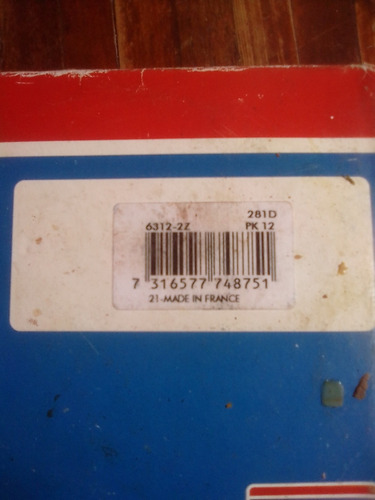 281D
6312-2Z PK 12
7 316577 748751
21-MADE IN FRANCE